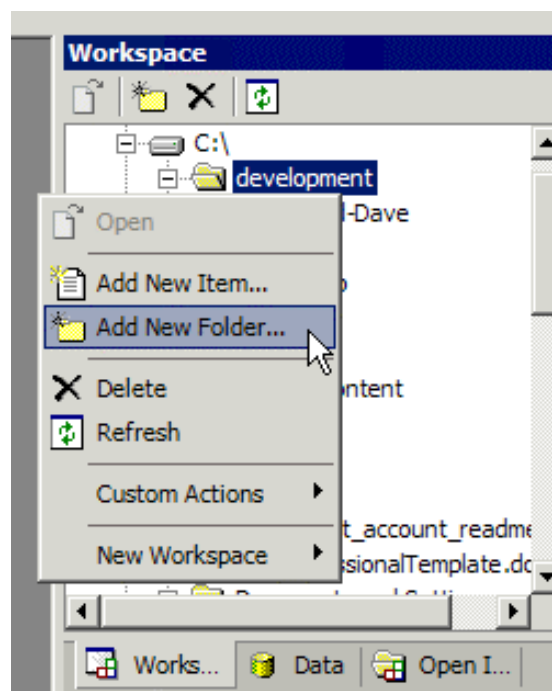 Workspace
C:\
development
Open
-Dave
Add New Item...
Add New Folder...
Delete
ntent
Refresh
Custom Actions
t_account_readme
New Workspace
ssionalTemplate.do
Works...
Data
Open I...